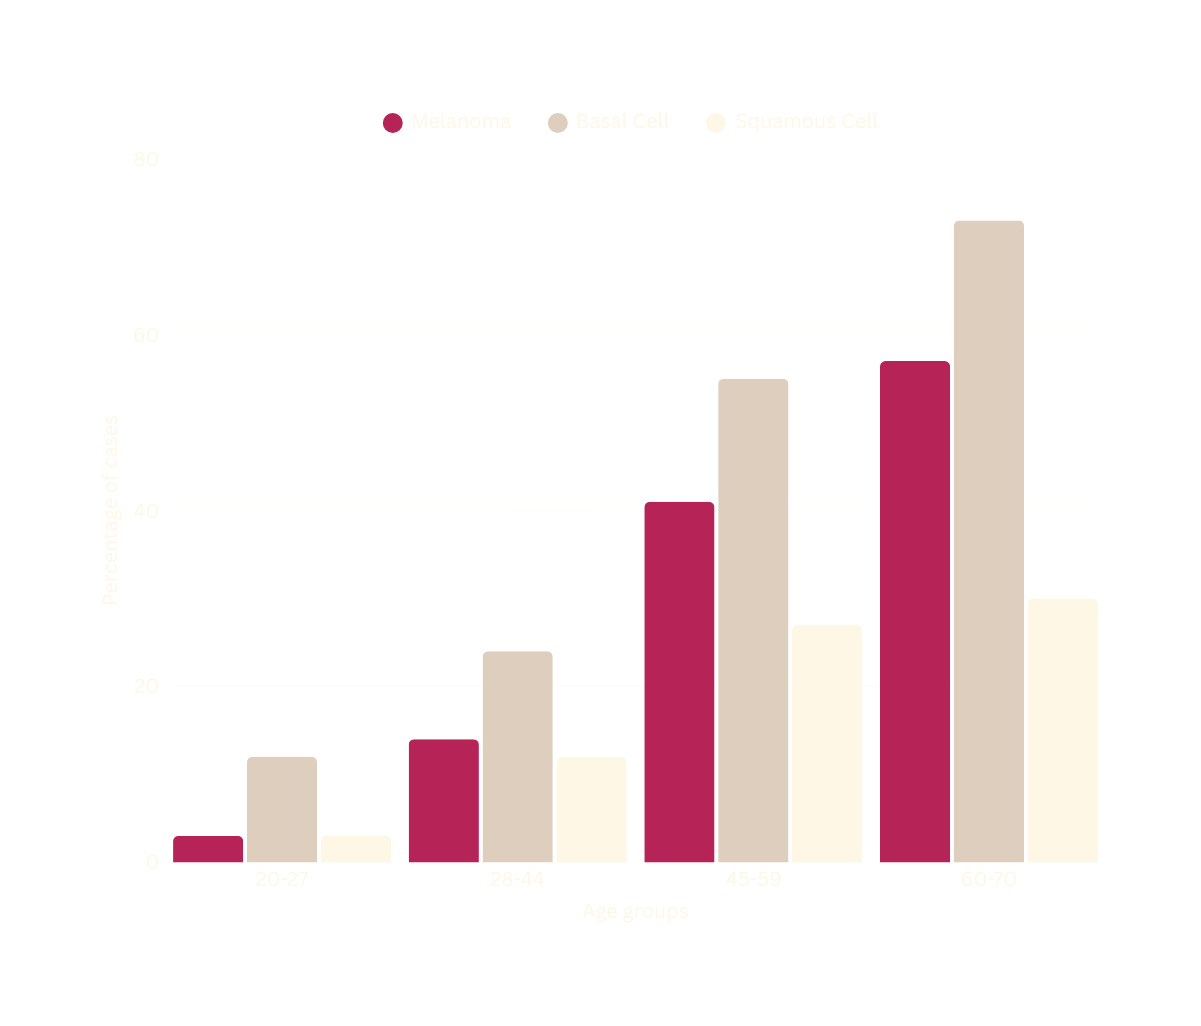 Melanoma Basal Cell Squamous Cell
80
60
40
20
0
Percentage of cases
20-27 28-44 45-59 60-70
Age groups